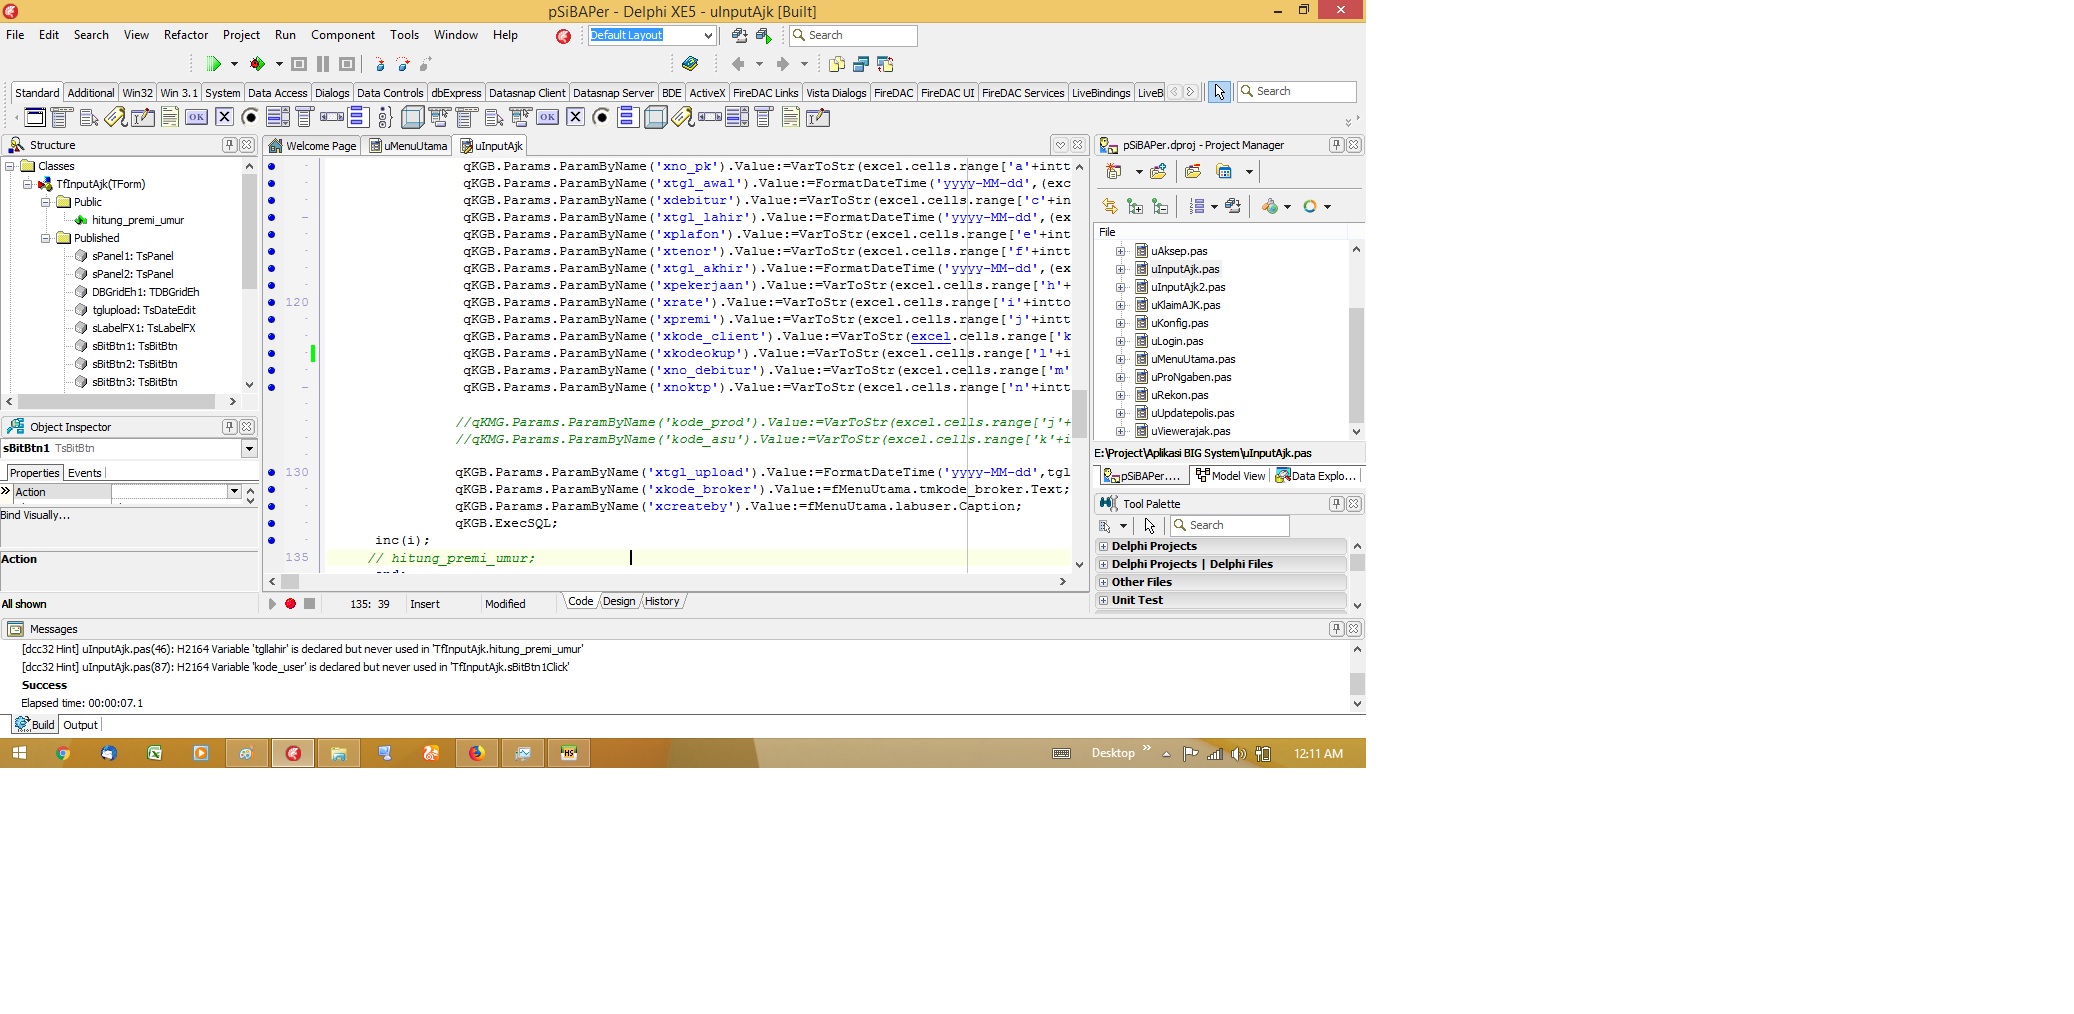 pSiBAPer - Delphi XE5 - uInputAjk [Built]
File Edit Search View Refactor Project Run Component Tools Window Help
Default Layout
Search
Standard Additional Win32 Win 3.1 System Data Access Dialogs Data Controls dbExpress Datasnap Client Datasnap Server BDE ActiveX FireDAC Links Vista Dialogs FireDAC FireDAC UI FireDAC Services LiveBindings LiveB
Search
Structure
Classes
TfInputAjk(TForm)
Public
hitung_premi_umur
Published
sPanel1: TsPanel
sPanel2: TsPanel
DBGridEh1: TDBGridEh
tglupload: TsDateEdit
sLabelFX1: TsLabelFX
sBitBtn1: TsBitBtn
sBitBtn2: TsBitBtn
sBitBtn3: TsBitBtn
Object Inspector
sBitBtn1 TsBitBtn
Properties Events
Action
Bind Visually...
Action
All shown
Welcome Page uMenuUtama uInputAjk
qKGB.Params.ParamByName('xno_pk').Value:=VarToStr(excel.cells.range['a'+intt
qKGB.Params.ParamByName('xtgl_awal').Value:=FormatDateTime('yyyy-MM-dd',(exc
qKGB.Params.ParamByName('xdebitur').Value:=VarToStr(excel.cells.range['c'+in
qKGB.Params.ParamByName('xtgl_lahir').Value:=FormatDateTime('yyyy-MM-dd',(ex
qKGB.Params.ParamByName('xplafon').Value:=VarToStr(excel.cells.range['e'+int
qKGB.Params.ParamByName('xtenor').Value:=VarToStr(excel.cells.range['f'+intt
qKGB.Params.ParamByName('xtgl_akhir').Value:=FormatDateTime('yyyy-MM-dd',(ex
qKGB.Params.ParamByName('xpekerjaan').Value:=VarToStr(excel.cells.range['h'+
120 qKGB.Params.ParamByName('xrate').Value:=VarToStr(excel.cells.range['i'+intto
qKGB.Params.ParamByName('xpremi').Value:=VarToStr(excel.cells.range['j'+intt
qKGB.Params.ParamByName('xkode_client').Value:=VarToStr(excel.cells.range['k
qKGB.Params.ParamByName('xkodeokup').Value:=VarToStr(excel.cells.range['l'+i
qKGB.Params.ParamByName('xno_debitur').Value:=VarToStr(excel.cells.range['m'
qKGB.Params.ParamByName('xnoktp').Value:=VarToStr(excel.cells.range['n'+intt
//qKMG.Params.ParamByName('kode_prod').Value:=VarToStr(excel.cells.range['j'+
//qKMG.Params.ParamByName('kode_asu').Value:=VarToStr(excel.cells.range['k'+i
130 qKGB.Params.ParamByName('xtgl_upload').Value:=FormatDateTime('yyyy-MM-dd',tgl
qKGB.Params.ParamByName('xkode_broker').Value:=fMenuUtama.tmkode_broker.Text;
qKGB.Params.ParamByName('xcreateby').Value:=fMenuUtama.labuser.Caption;
qKGB.ExecSQL;
inc(i);
135 // hitung_premi_umur;
135: 39 Insert Modified Code Design History
pSiBAPer.dproj - Project Manager
File
uAksep.pas
uInputAjk.pas
uInputAjk2.pas
uKlaimAJK.pas
uKonfig.pas
uLogin.pas
uMenuUtama.pas
uProNgaben.pas
uRekon.pas
uUpdatepolis.pas
uViewerajak.pas
E:\Project\Aplikasi BIG System\uInputAjk.pas
pSiBAPer.... Model View Data Explo...
Tool Palette
Search
Delphi Projects
Delphi Projects | Delphi Files
Other Files
Unit Test
Messages
[dcc32 Hint] uInputAjk.pas(46): H2164 Variable 'tgllahir' is declared but never used in 'TfInputAjk.hitung_premi_umur'
[dcc32 Hint] uInputAjk.pas(87): H2164 Variable 'kode_user' is declared but never used in 'TfInputAjk.sBitBtn1Click'
Success
Elapsed time: 00:00:07.1
Build Output
Desktop
12:11 AM